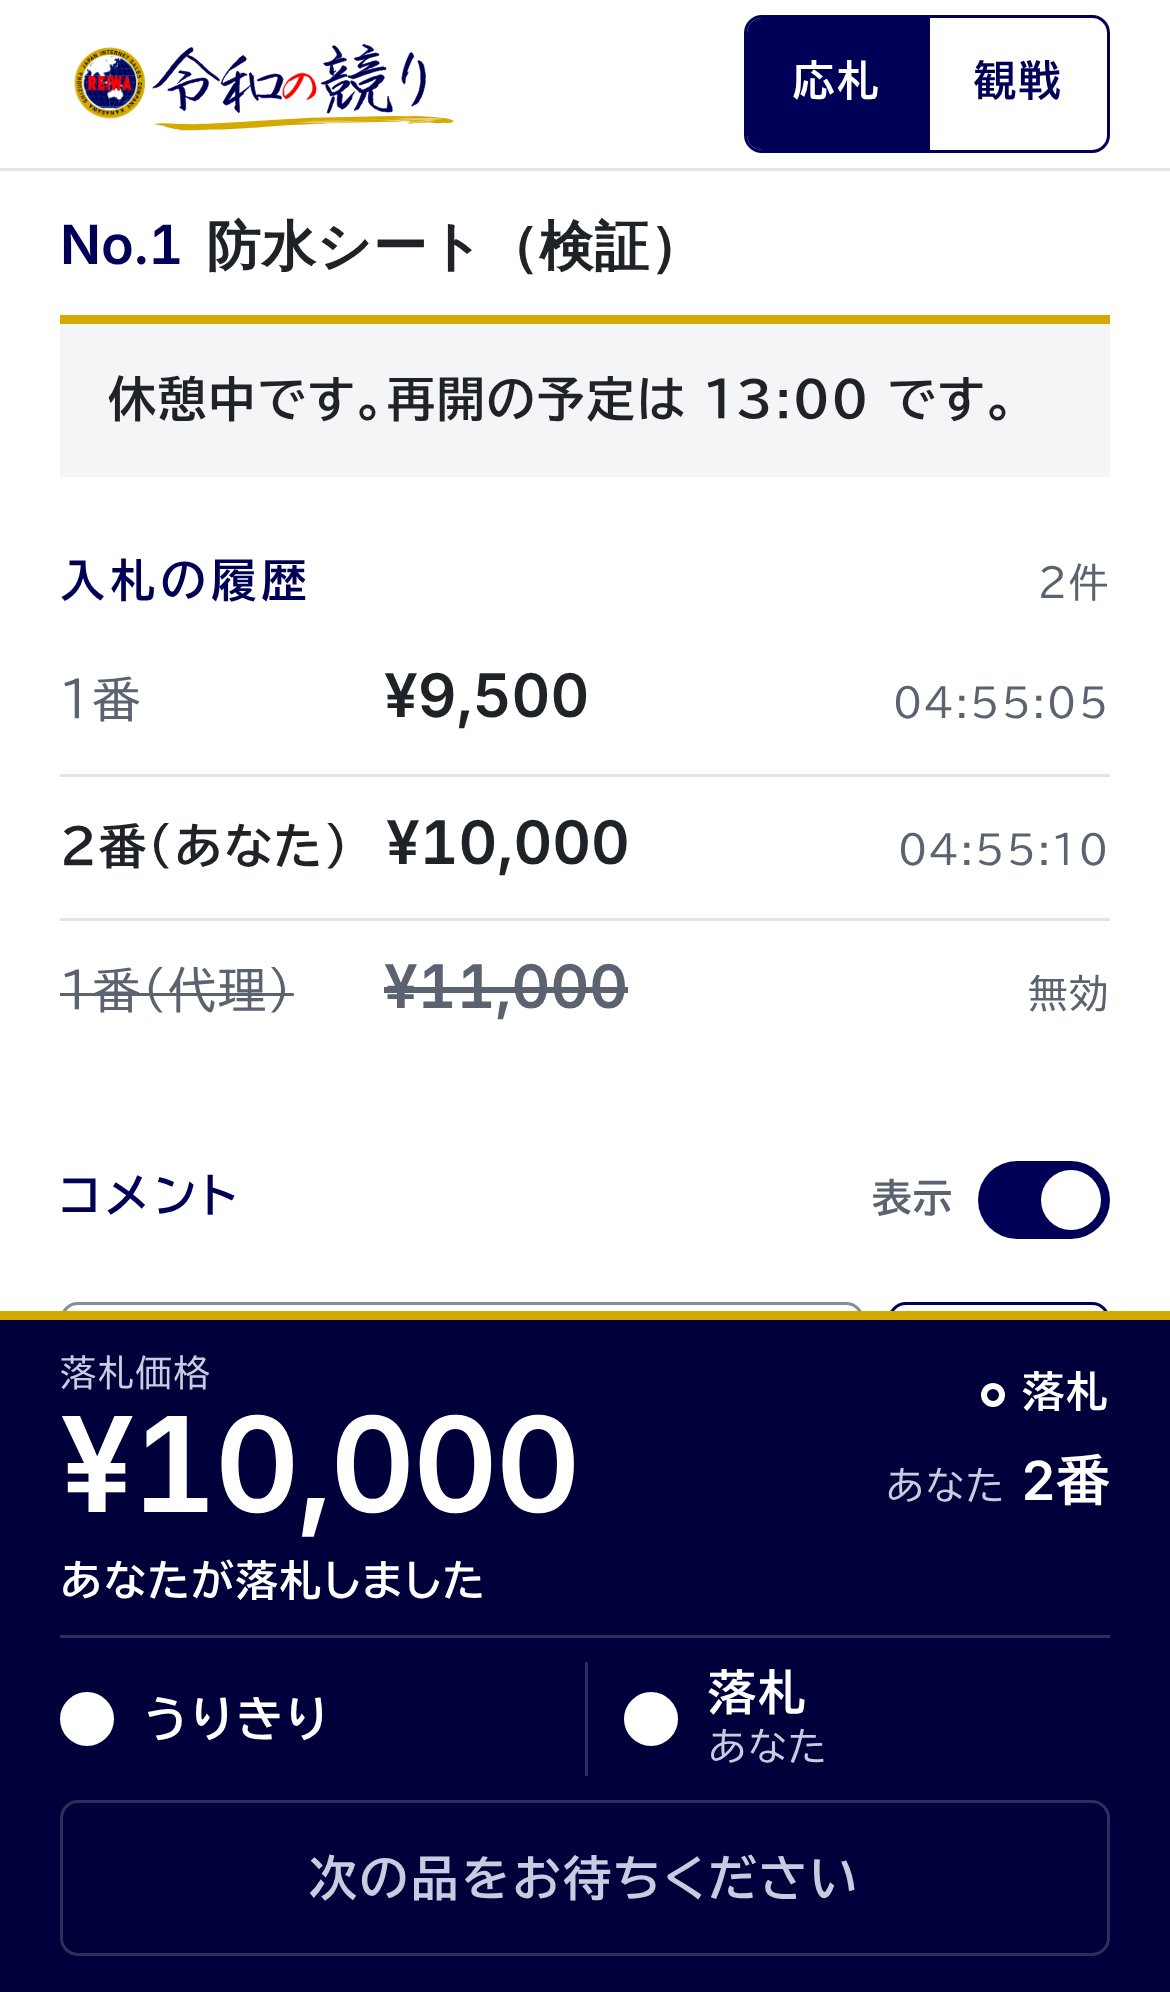 REIWA
令和の競り
応札
観戦
No.1 防水シート（検証）
休憩中です。再開の予定は 13:00 です。
入札の履歴
2件
1番 ¥9,500 04:55:05
2番(あなた) ¥10,000 04:55:10
1番(代理) ¥11,000 無効
コメント
表示
落札価格
落札
¥10,000
あなた 2番
あなたが落札しました
うりきり
落札
あなた
次の品をお待ちください